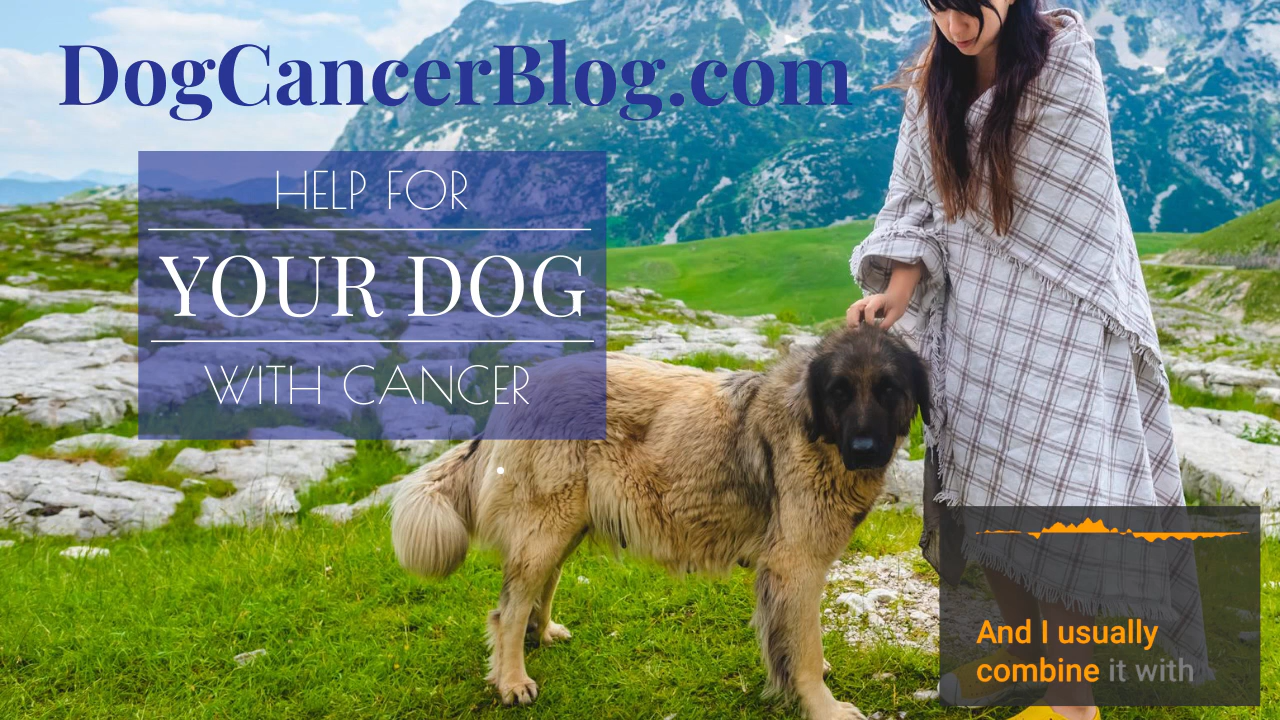 DogCancerBlog.com
HELP FOR
YOUR DOG
WITH CANCER
And I usually
combine it with